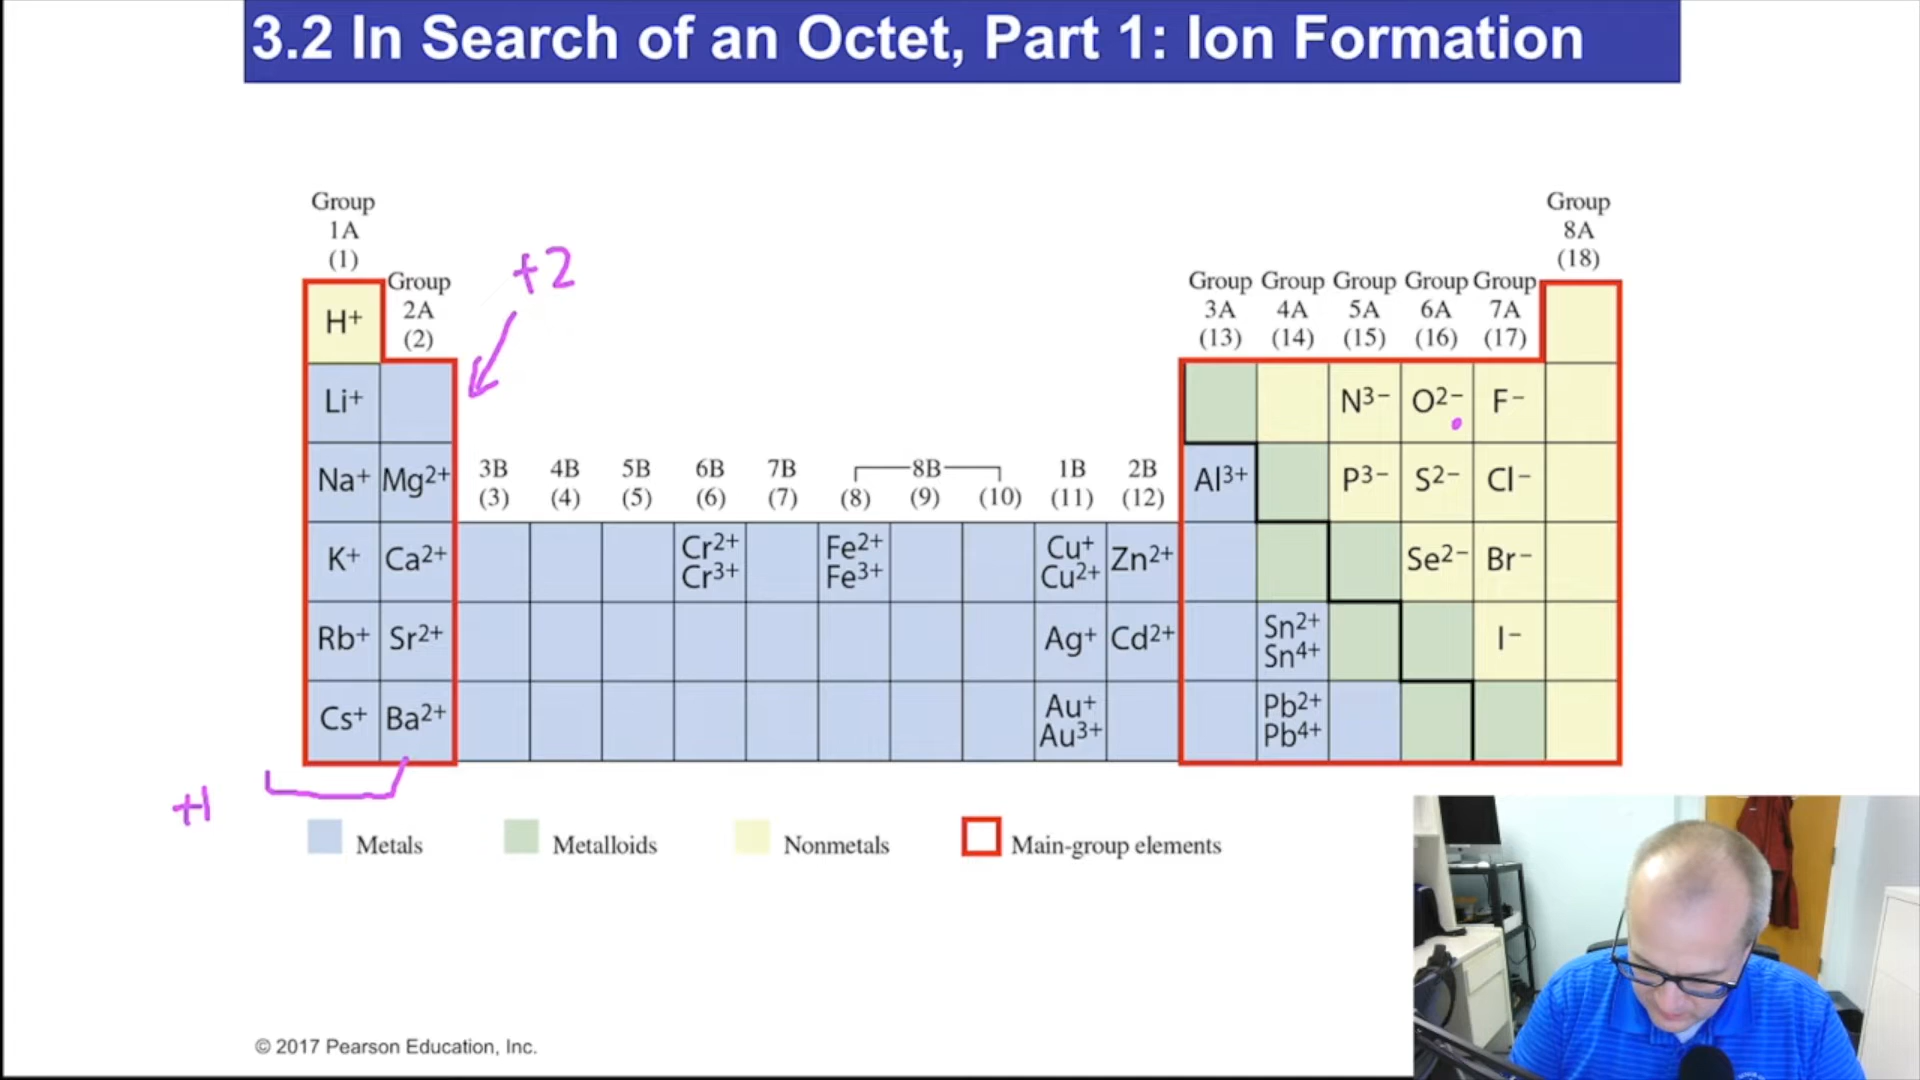 3.2 In Search of an Octet, Part 1: Ion Formation
Group
1A
(1)
Group
2A
(2)
+2
Group
3A
(13)
Group
4A
(14)
Group
5A
(15)
Group
6A
(16)
Group
7A
(17)
Group
8A
(18)
H+
Li+ N3− O2− F−
Na+ Mg2+ Al3+ P3− S2− Cl−
3B 4B 5B 6B 7B 8B 1B 2B
(3) (4) (5) (6) (7) (8) (9) (10) (11) (12)
K+ Ca2+ Cr2+ Cr3+ Fe2+ Fe3+ Cu+ Cu2+ Zn2+ Se2− Br−
Rb+ Sr2+ Ag+ Cd2+ Sn2+ Sn4+ I−
Cs+ Ba2+ Au+ Au3+ Pb2+ Pb4+
+1
Metals Metalloids Nonmetals Main-group elements
© 2017 Pearson Education, Inc.